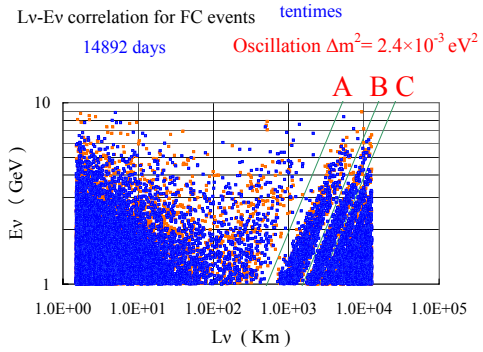 Lν-Eν correlation for FC events tentimes
14892 days Oscillation Δm²= 2.4×10⁻³ eV²
A B C
10
Eν ( GeV )
1
1.0E+00 1.0E+01 1.0E+02 1.0E+03 1.0E+04 1.0E+05
Lν ( Km )